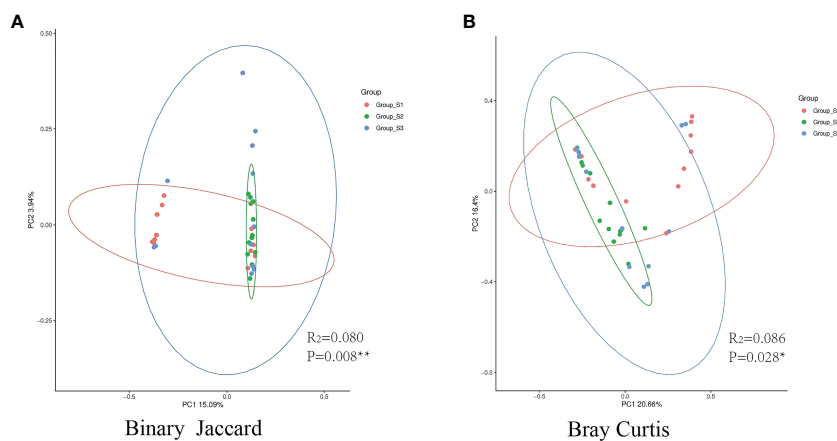 A
B
0.50
0.25
0.00
-0.25
PC2 3.94%
-0.5
0.0
0.5
PC1 15.09%
Group
Group_S1
Group_S2
Group_S3
R2=0.080
P=0.008**
Binary Jaccard
0.4
0.0
-0.4
-0.8
PC2 16.4%
-0.5
0.0
0.5
PC1 20.66%
Group
Group_S
Group_S
Group_S
R2=0.086
P=0.028*
Bray Curtis